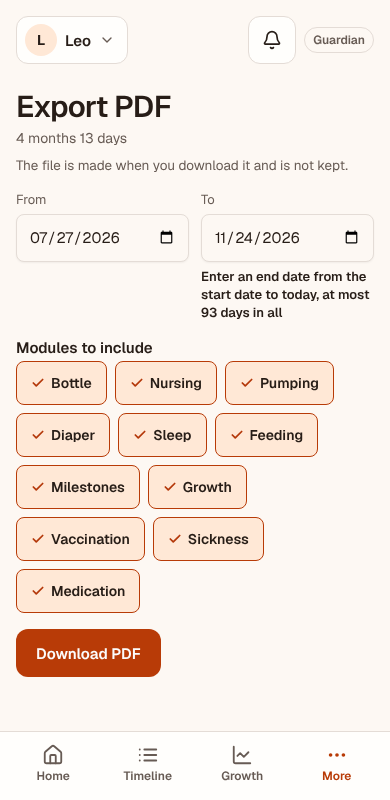 L Leo
Guardian
Export PDF
4 months 13 days
The file is made when you download it and is not kept.
From To
07/27/2026 11/24/2026
Enter an end date from the
start date to today, at most
93 days in all
Modules to include
Bottle Nursing Pumping
Diaper Sleep Feeding
Milestones Growth
Vaccination Sickness
Medication
Download PDF
Home Timeline Growth More